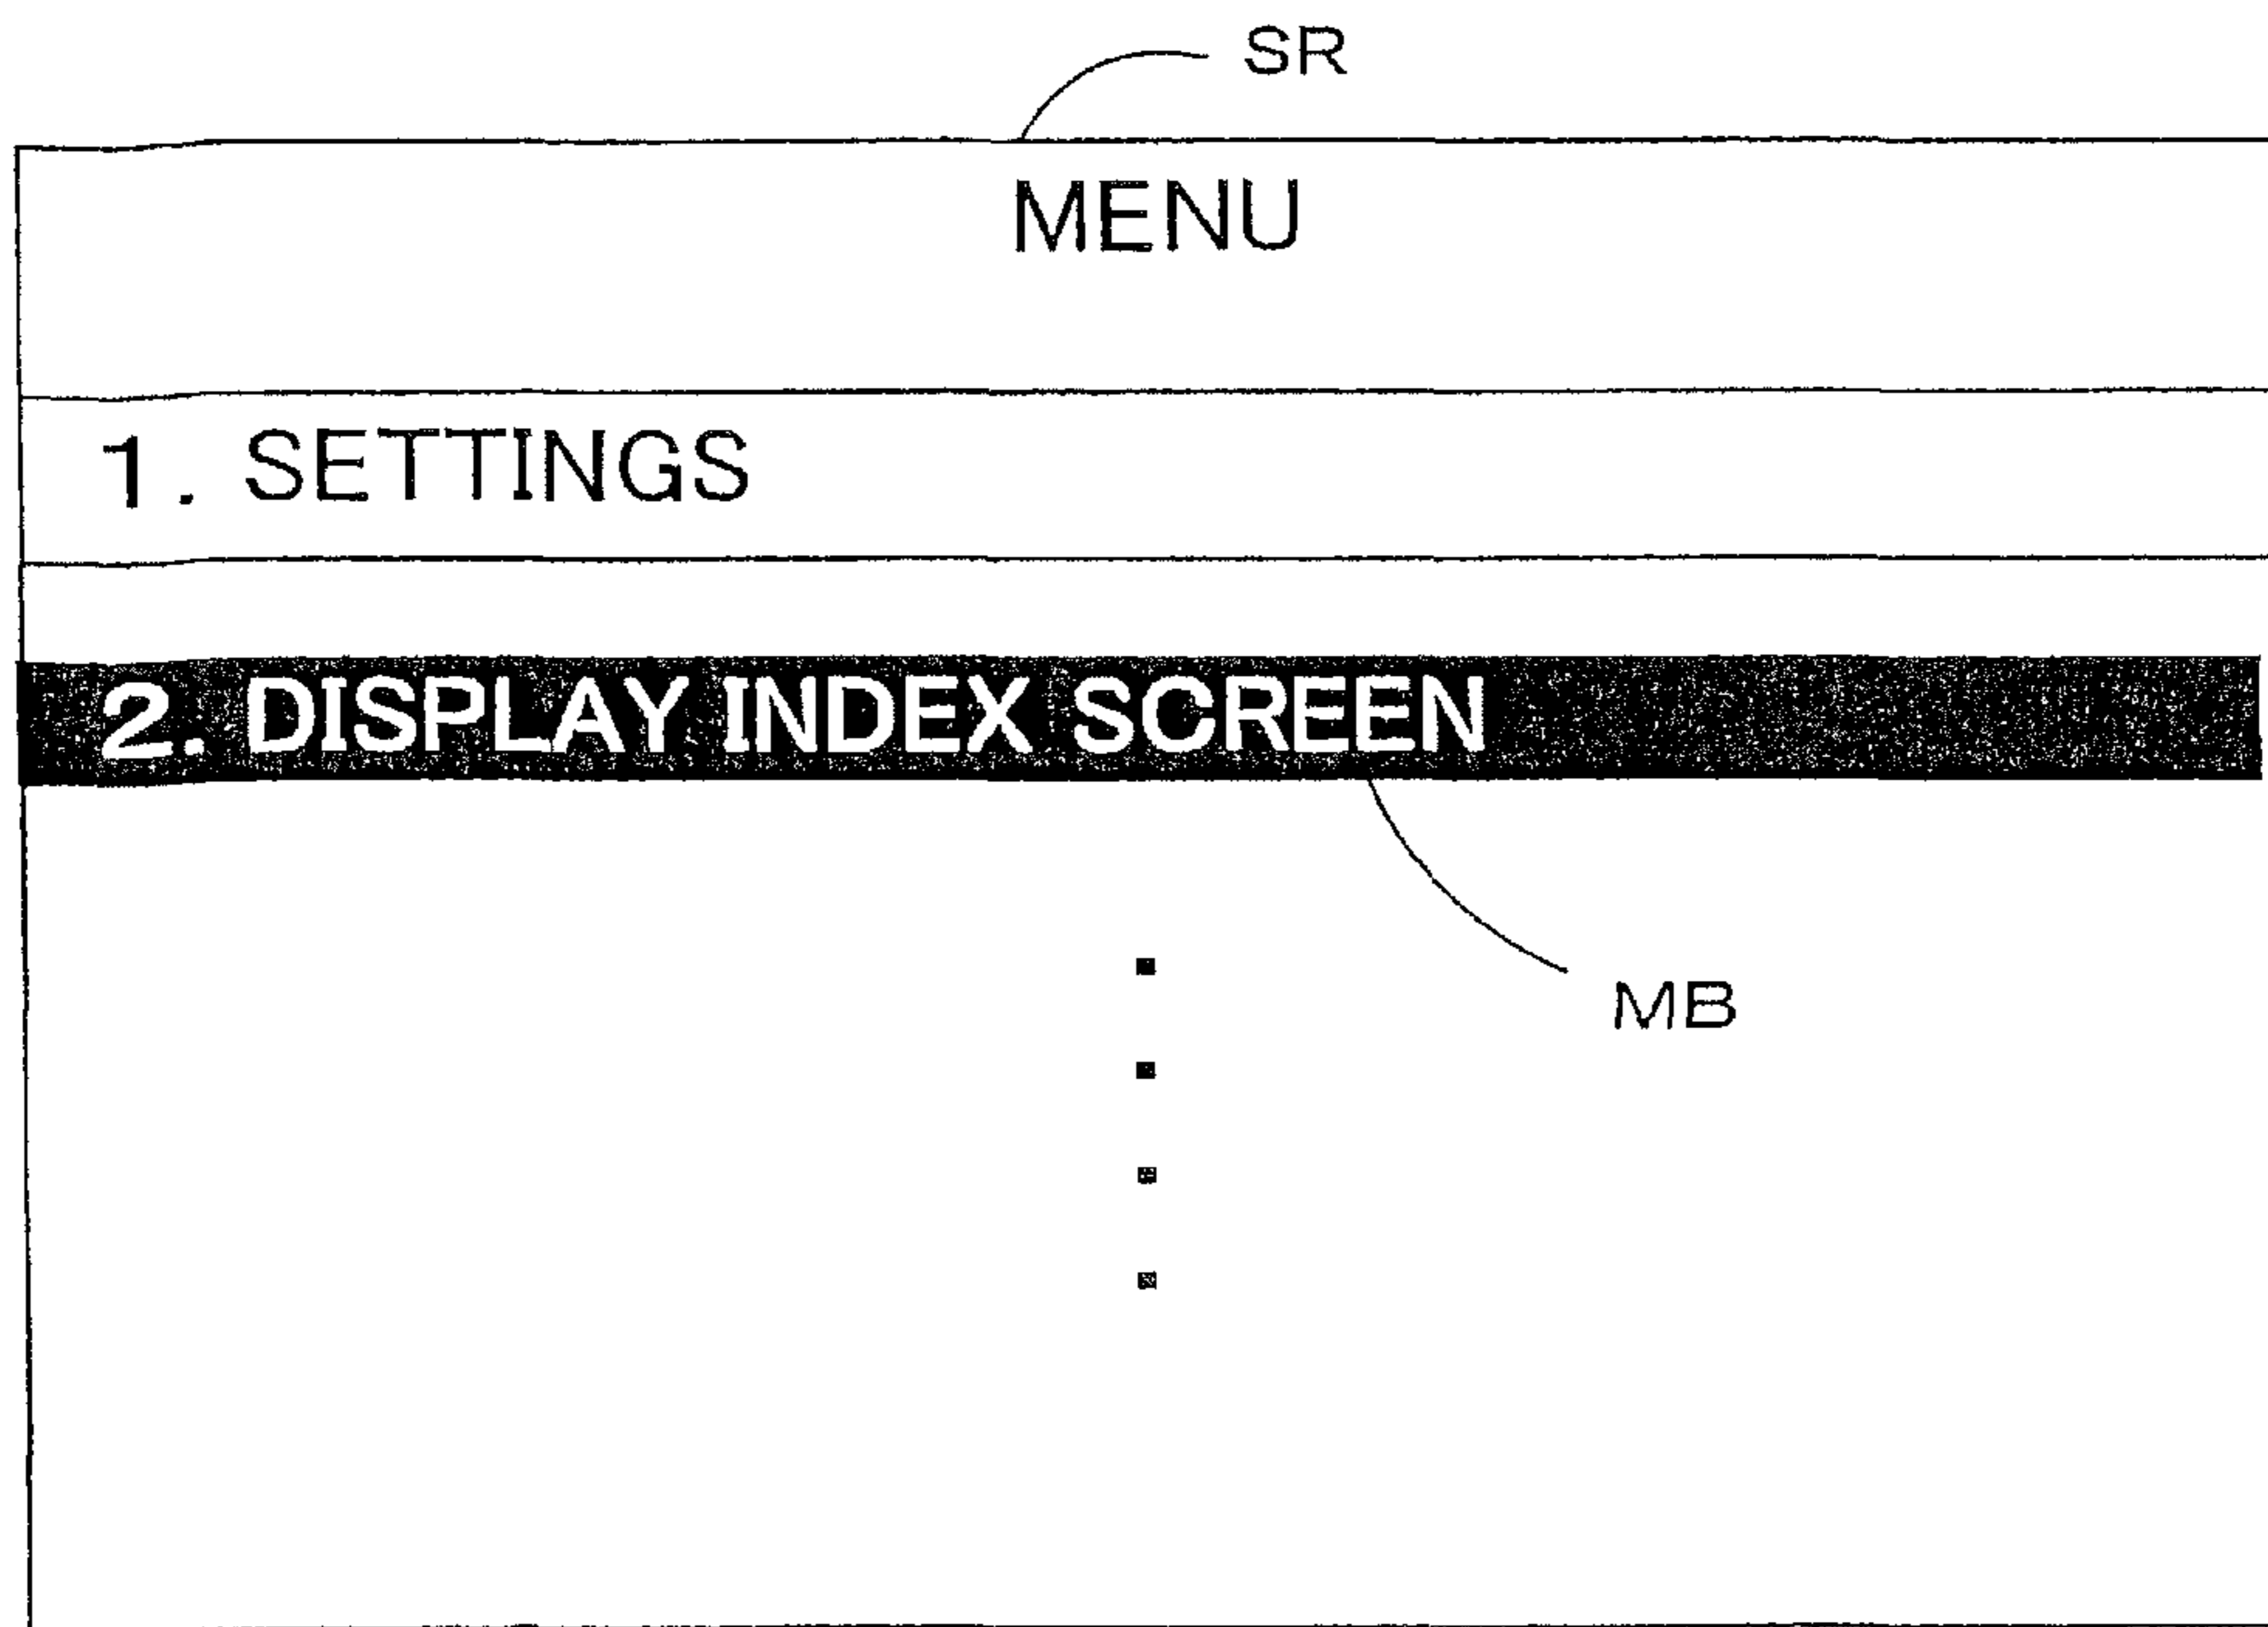 SR
MENU
1. SETTINGS
2. DISPLAY INDEX SCREEN
MB